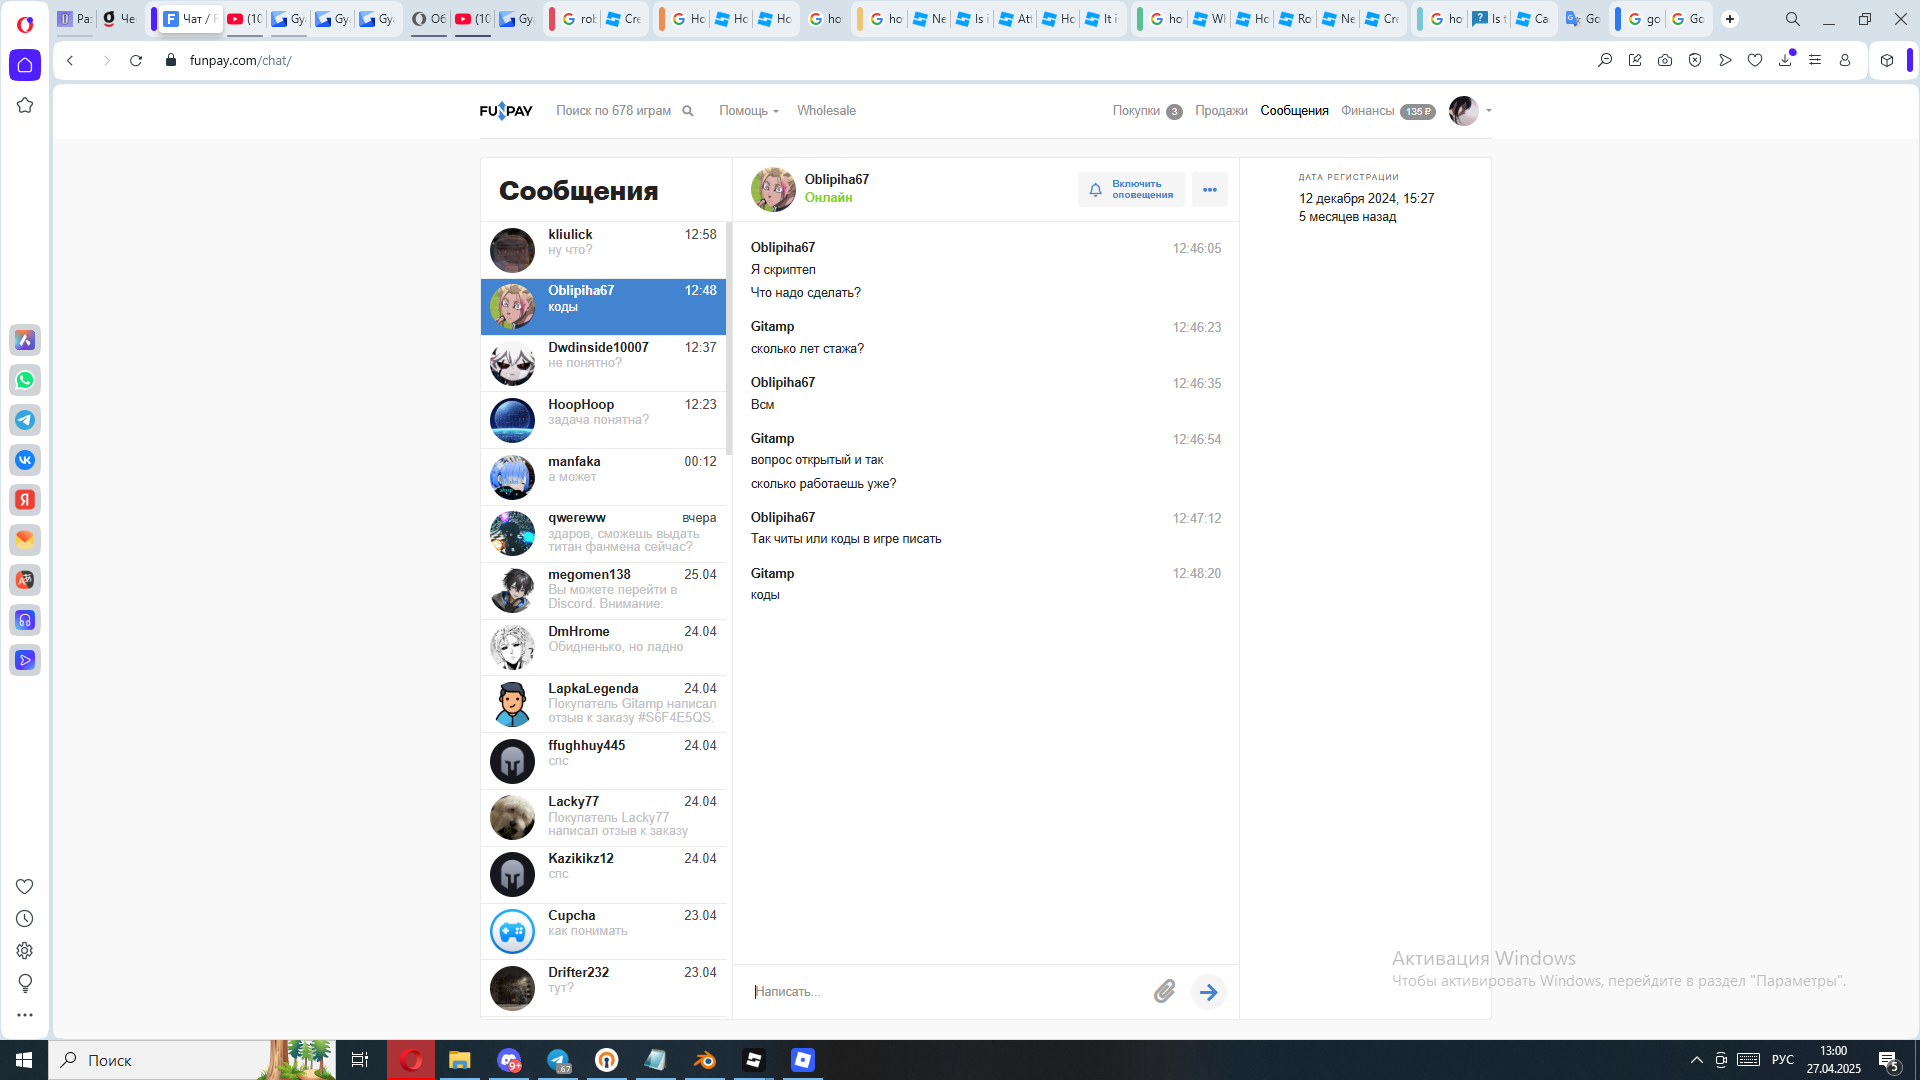 Ра
Че
Чат / F
(10
Gyu
Gyu
Gyu
Об
(10
Gyu
rob
Cre
Ho
Ho
Ho
ho
ho
Ne
Is i
Att
Ho
It i
ho
Wh
Ho
Ro
Ne
Cre
ho
Is t
Ca
Go
go
Go
funpay.com/chat/
FUNPAY
Поиск по 678 играм
Помощь
Wholesale
Покупки 3
Продажи
Сообщения
Финансы 135 ₽
Сообщения
kliulick 12:58
ну что?
Oblipiha67 12:48
коды
Dwdinside10007 12:37
не понятно?
HoopHoop 12:23
задача понятна?
manfaka 00:12
а может
qwereww вчера
здаров, сможешь выдать
титан фанмена сейчас?
megomen138 25.04
Вы можете перейти в
Discord. Внимание:
DmHrome 24.04
Обидненько, но ладно
LapkaLegenda 24.04
Покупатель Gitamp написал
отзыв к заказу #S6F4E5QS.
ffughhuy445 24.04
спс
Lacky77 24.04
Покупатель Lacky77
написал отзыв к заказу
Kazikikz12 24.04
спс
Cupcha 23.04
как понимать
Drifter232 23.04
тут?
Oblipiha67
Онлайн
Включить
оповещения
Oblipiha67 12:46:05
Я скриптеп
Что надо сделать?
Gitamp 12:46:23
сколько лет стажа?
Oblipiha67 12:46:35
Всм
Gitamp 12:46:54
вопрос открытый и так
сколько работаешь уже?
Oblipiha67 12:47:12
Так читы или коды в игре писать
Gitamp 12:48:20
коды
Написать...
ДАТА РЕГИСТРАЦИИ
12 декабря 2024, 15:27
5 месяцев назад
Активация Windows
Чтобы активировать Windows, перейдите в раздел "Параметры".
Поиск
9+
67
РУС
13:00
27.04.2025
5